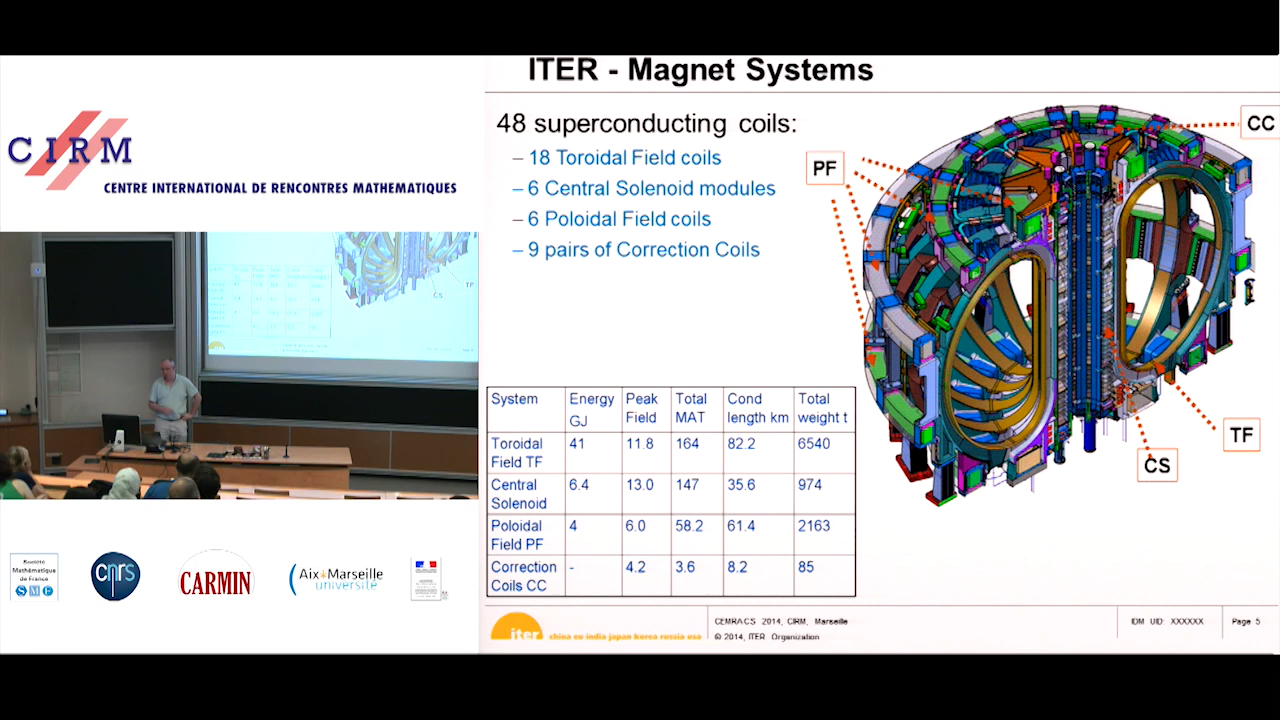 CIRM
CENTRE INTERNATIONAL DE RENCONTRES MATHEMATIQUES
TF
CS
Société
Mathématique
de France
S M F
cnrs
CARMIN
Aix*Marseille
université
ITER - Magnet Systems
48 superconducting coils:
– 18 Toroidal Field coils
– 6 Central Solenoid modules
– 6 Poloidal Field coils
– 9 pairs of Correction Coils
PF
CC
TF
CS
System Energy GJ Peak Field Total MAT Cond length km Total weight t
Toroidal Field TF 41 11.8 164 82.2 6540
Central Solenoid 6.4 13.0 147 35.6 974
Poloidal Field PF 4 6.0 58.2 61.4 2163
Correction Coils CC - 4.2 3.6 8.2 85
iter china eu india japan korea russia usa
CEMRACS 2014, CIRM, Marseille
© 2014, ITER Organization
IDM UID: XXXXXX
Page 5